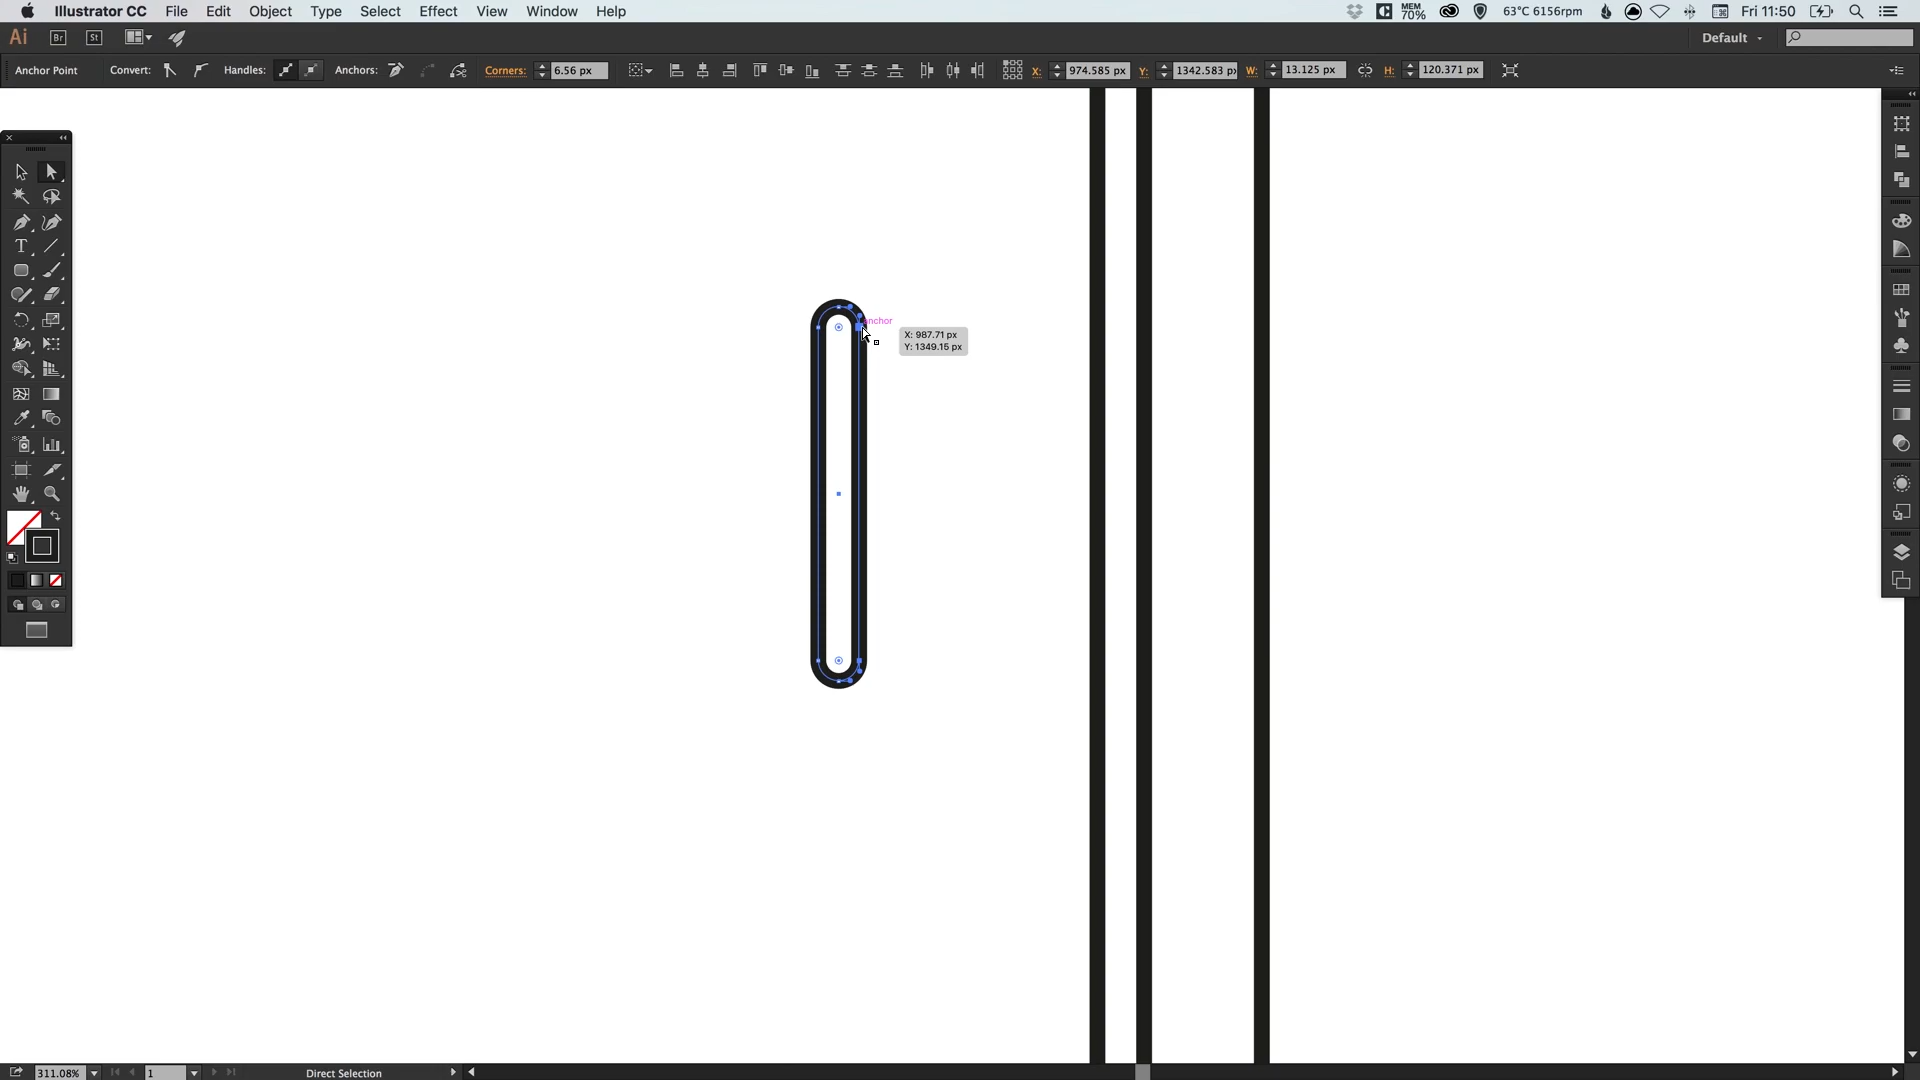 Illustrator CC File Edit Object Type Select Effect View Window Help MEM 70% 63°C 6156rpm Fri 11:50
Ai Br St Default
Anchor Point Convert: Handles: Anchors: Corners: 6.56 px X: 974.585 px Y: 1342.583 p W: 13.125 px H: 120.371 px
anchor
X: 987.71 px
Y: 1349.15 px
T
311.08% 1 Direct Selection